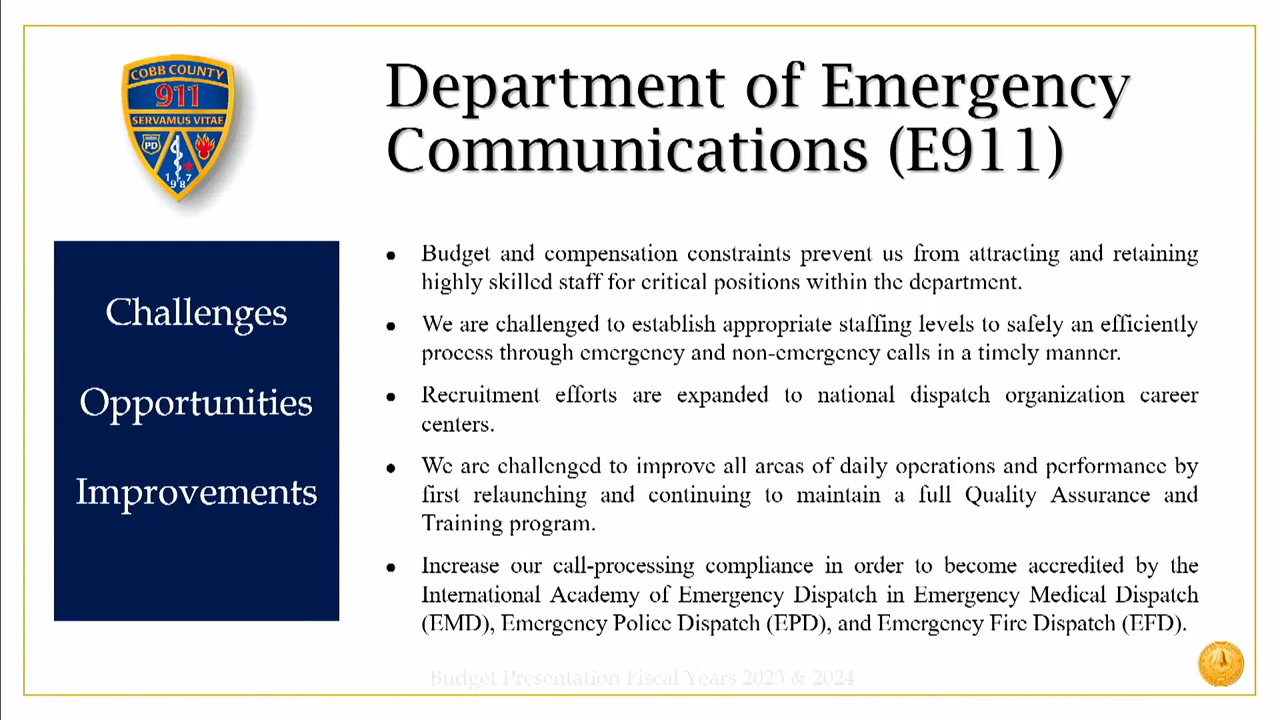 COBB COUNTY
911
SERVAMUS VITAE
PD
1987
Department of Emergency
Communications (E911)
Challenges
Opportunities
Improvements
• Budget and compensation constraints prevent us from attracting and retaining
highly skilled staff for critical positions within the department.
• We are challenged to establish appropriate staffing levels to safely an efficiently
process through emergency and non-emergency calls in a timely manner.
• Recruitment efforts are expanded to national dispatch organization career
centers.
• We are challenged to improve all areas of daily operations and performance by
first relaunching and continuing to maintain a full Quality Assurance and
Training program.
• Increase our call-processing compliance in order to become accredited by the
International Academy of Emergency Dispatch in Emergency Medical Dispatch
(EMD), Emergency Police Dispatch (EPD), and Emergency Fire Dispatch (EFD).
Budget Presentation Fiscal Years 2023 & 2024